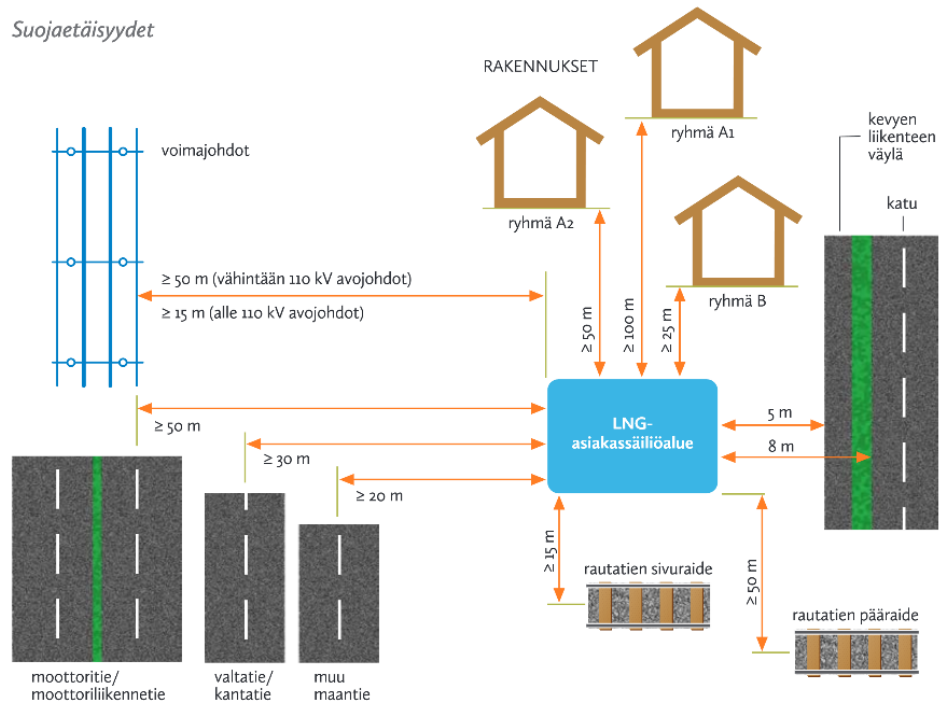 Suojaetäisyydet
RAKENNUKSET
ryhmä A1
ryhmä A2
ryhmä B
kevyen
liikenteen
väylä
katu
voimajohdot
≥ 50 m (vähintään 110 kV avojohdot)
≥ 15 m (alle 110 kV avojohdot)
≥ 50 m
≥ 100 m
≥ 25 m
LNG-
asiakassäiliöalue
5 m
8 m
≥ 50 m
≥ 30 m
≥ 20 m
≥ 15 m
≥ 50 m
rautatien sivuraide
rautatien pääraide
moottoritie/
moottoriliikennetie
valtatie/
kantatie
muu
maantie